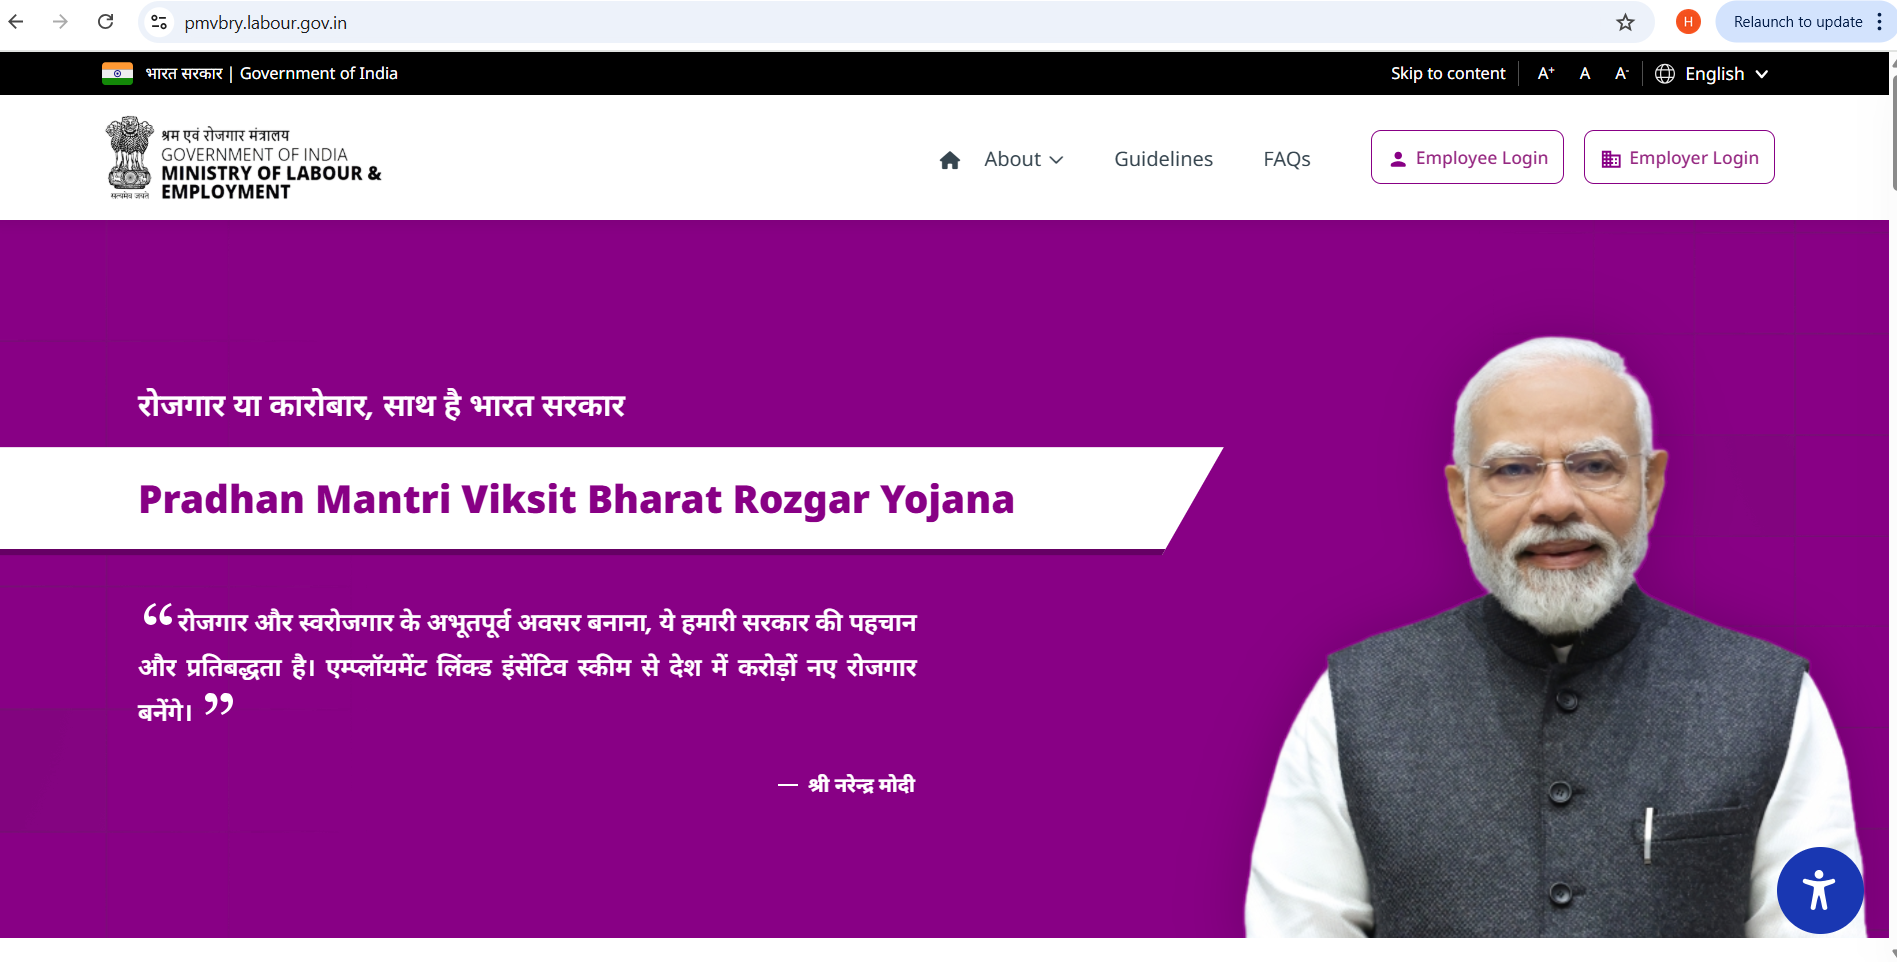 pmvbry.labour.gov.in
H
Relaunch to update
भारत सरकार | Government of India
Skip to content
A+ A A-
English
श्रम एवं रोजगार मंत्रालय
GOVERNMENT OF INDIA
MINISTRY OF LABOUR &
EMPLOYMENT
सत्यमेव जयते
About
Guidelines
FAQs
Employee Login
Employer Login
रोजगार या कारोबार, साथ है भारत सरकार
Pradhan Mantri Viksit Bharat Rozgar Yojana
“रोजगार और स्वरोजगार के अभूतपूर्व अवसर बनाना, ये हमारी सरकार की पहचान
और प्रतिबद्धता है। एम्प्लॉयमेंट लिंक्ड इंसेंटिव स्कीम से देश में करोड़ों नए रोजगार
बनेंगे। ”
— श्री नरेन्द्र मोदी